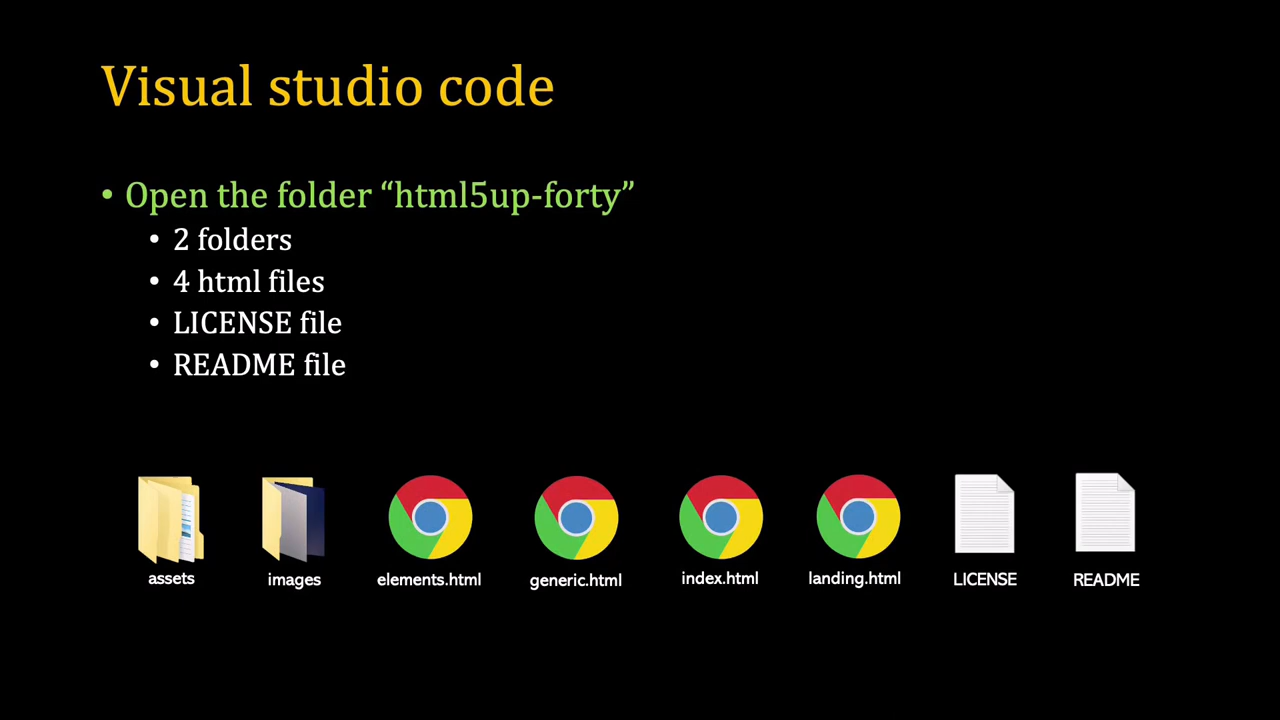 Visual studio code
• Open the folder “html5up-forty”
• 2 folders
• 4 html files
• LICENSE file
• README file
assets images elements.html generic.html index.html landing.html LICENSE README